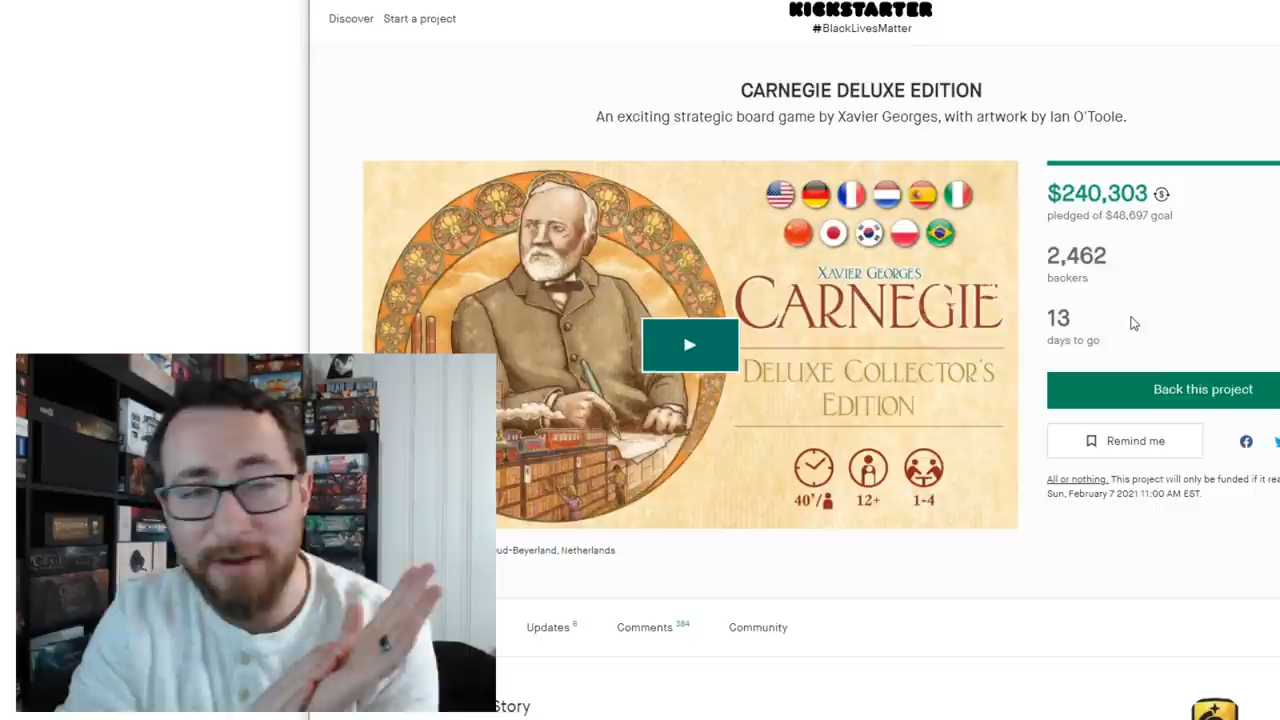 KICKSTARTER
Discover Start a project
#BlackLivesMatter
CARNEGIE DELUXE EDITION
An exciting strategic board game by Xavier Georges, with artwork by Ian O'Toole.
$240,303
pledged of $48,697 goal
2,462
backers
13
days to go
XAVIER GEORGES
CARNEGIE
DELUXE COLLECTOR'S
EDITION
40'/
12+
1-4
Back this project
Remind me
All or nothing. This project will only be funded if it
Sun, February 7 2021 11:00 AM EST.
Netherlands
Updates 6
Comments 384
Community
Story